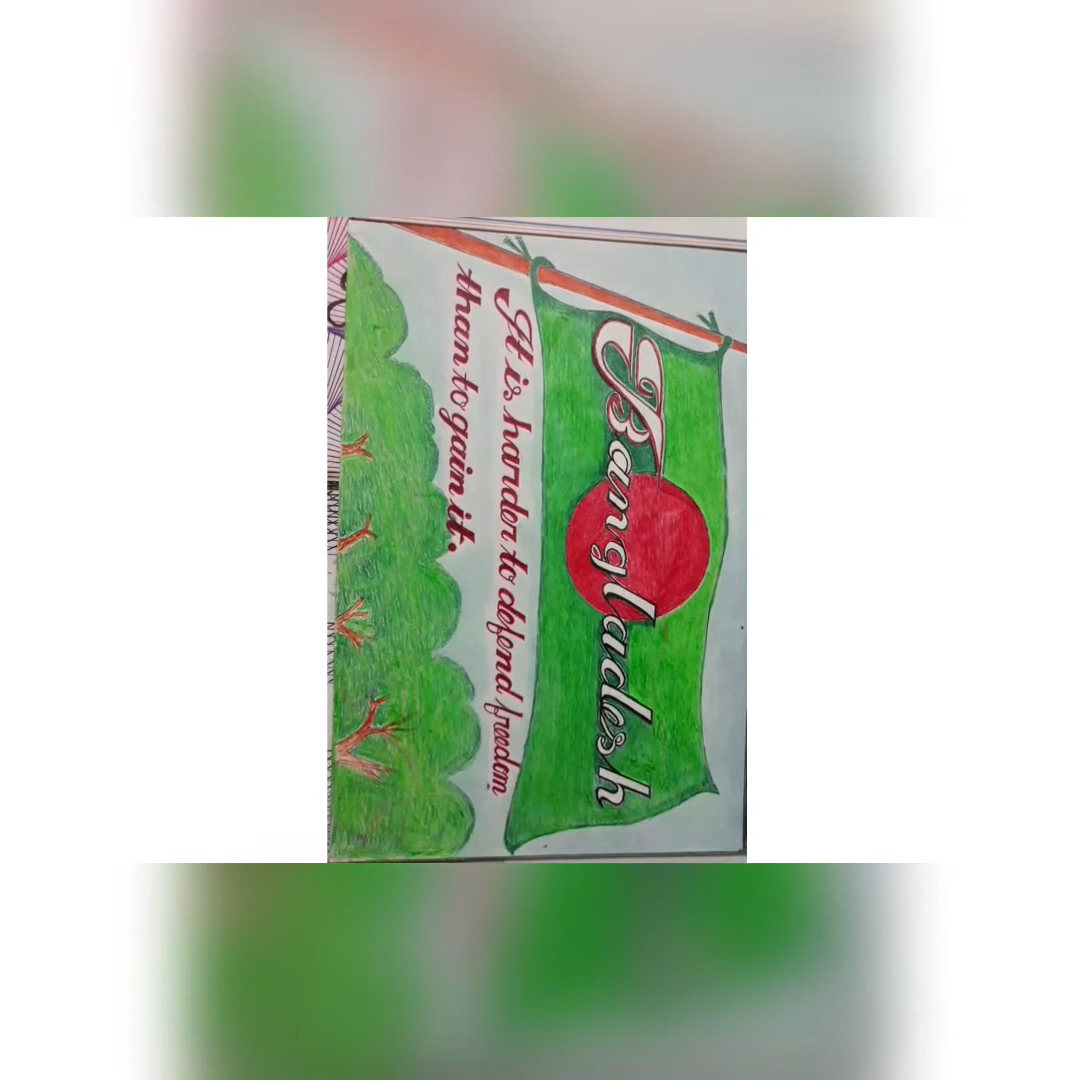 Bangladesh
It is harder to defend freedom
than to gain it.